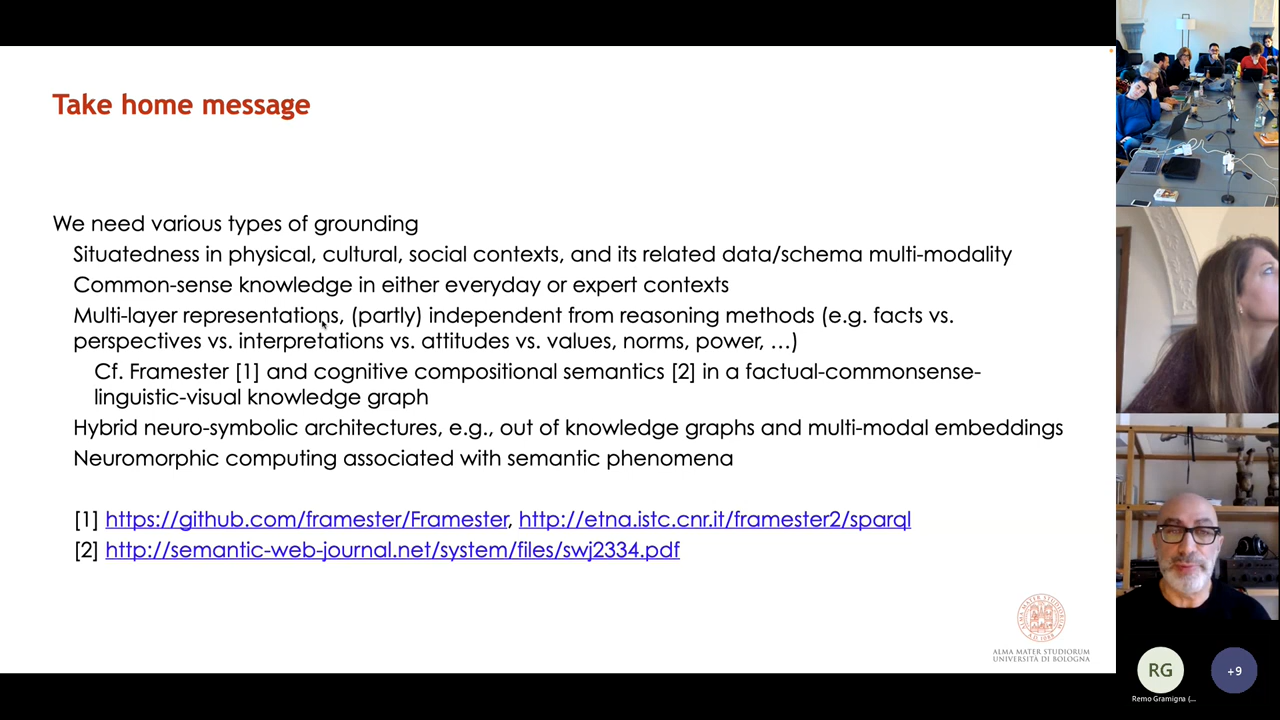 Take home message
We need various types of grounding
Situatedness in physical, cultural, social contexts, and its related data/schema multi-modality
Common-sense knowledge in either everyday or expert contexts
Multi-layer representations, (partly) independent from reasoning methods (e.g. facts vs.
perspectives vs. interpretations vs. attitudes vs. values, norms, power, …)
Cf. Framester [1] and cognitive compositional semantics [2] in a factual-commonsense-
linguistic-visual knowledge graph
Hybrid neuro-symbolic architectures, e.g., out of knowledge graphs and multi-modal embeddings
Neuromorphic computing associated with semantic phenomena
[1] https://github.com/framester/Framester, http://etna.istc.cnr.it/framester2/sparql
[2] http://semantic-web-journal.net/system/files/swj2334.pdf
ALMA MATER STUDIORUM
UNIVERSITÀ DI BOLOGNA
RG
+9
Remo Gramigna (...